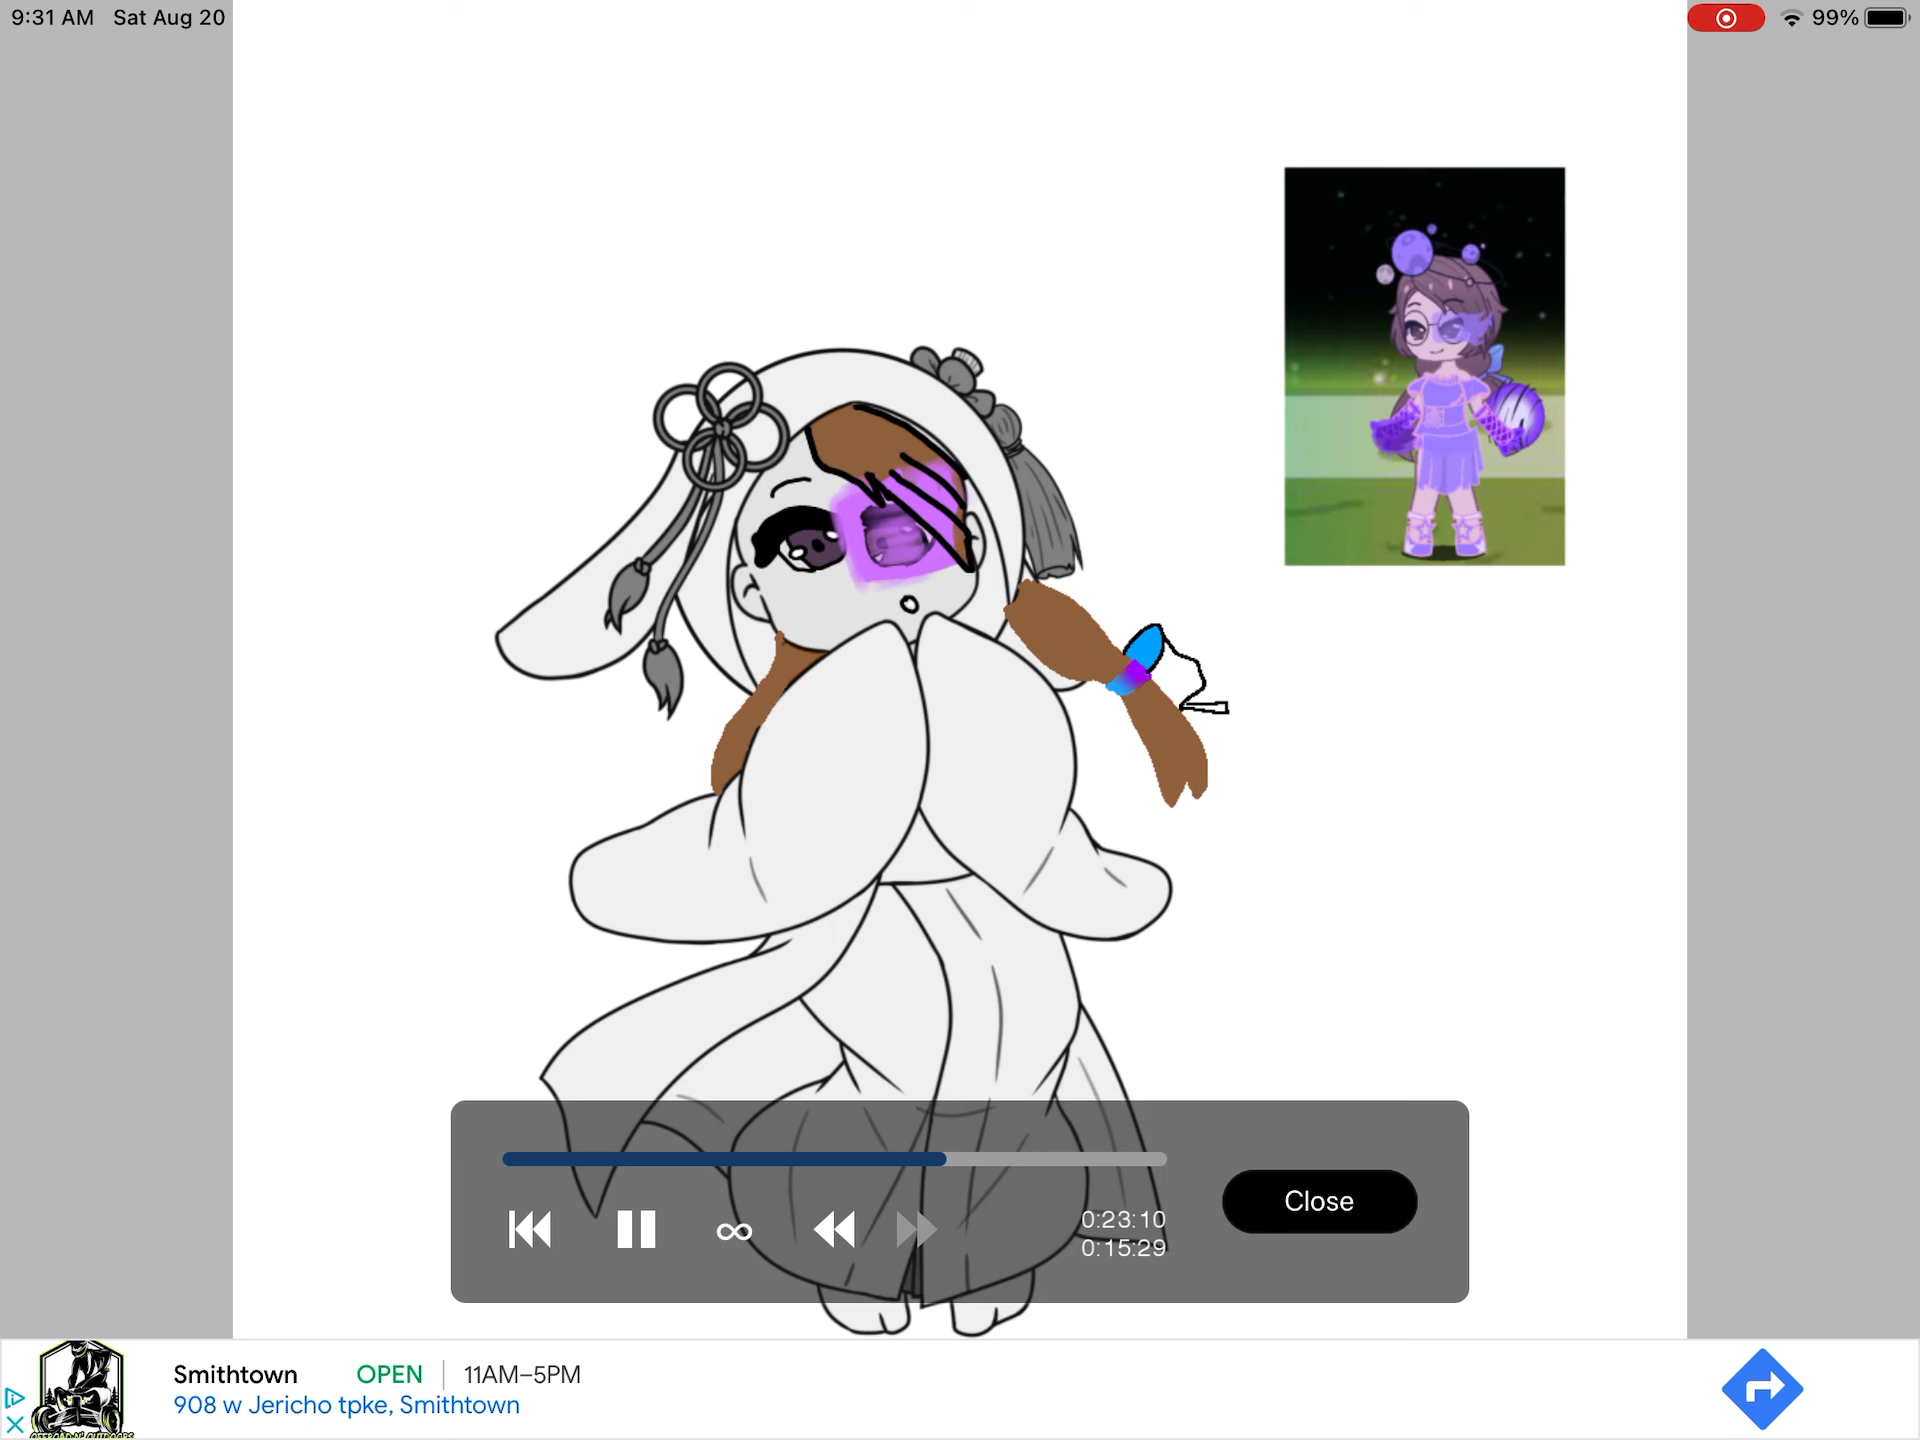 9:31 AM Sat Aug 20
99%
0:23:10
0:15:29
Close
Smithtown OPEN 11AM–5PM
908 w Jericho tpke, Smithtown